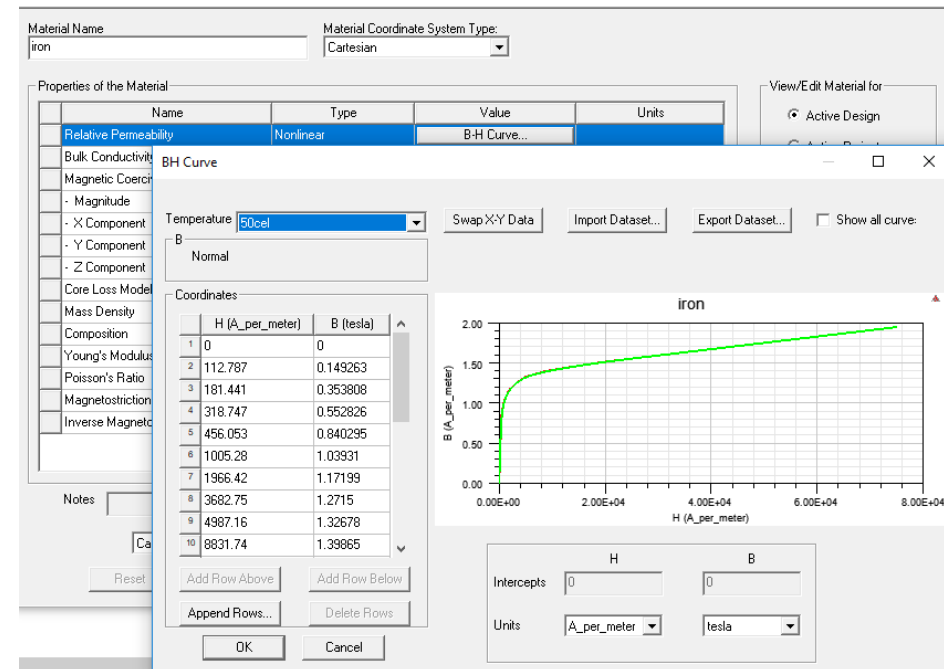 Material Name
Material Coordinate System Type:
iron
Cartesian
Properties of the Material
View/Edit Material for
Name Type Value Units
Active Design
Relative Permeability Nonlinear B-H Curve...
Bulk Conductivity
BH Curve
Magnetic Coerci
- Magnitude
- X Component
- Y Component
- Z Component
Core Loss Model
Mass Density
Composition
Young's Modulus
Poisson's Ratio
Magnetostriction
Inverse Magneto
Notes
Ca
Reset
Temperature 50cel
Swap X-Y Data Import Dataset... Export Dataset... Show all curve:
B
Normal
Coordinates
H (A_per_meter) B (tesla)
1 0 0
2 112.787 0.149263
3 181.441 0.353808
4 318.747 0.552826
5 456.053 0.840295
6 1005.28 1.03931
7 1966.42 1.17199
8 3682.75 1.2715
9 4987.16 1.32678
10 8831.74 1.39865
Add Row Above Add Row Below
Append Rows... Delete Rows
OK Cancel
iron
2.00
1.50
1.00
0.50
0.00
B (A_per_meter)
0.00E+00 2.00E+04 4.00E+04 6.00E+04 8.00E+04
H (A_per_meter)
H B
Intercepts 0 0
Units A_per_meter tesla